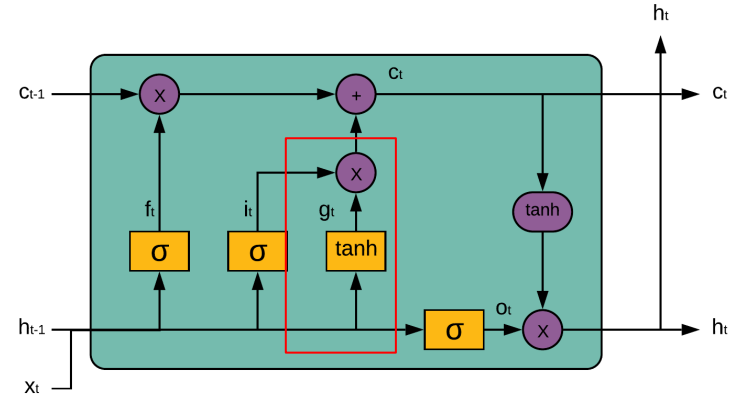 hₜ
cₜ₋₁
X
+
cₜ
cₜ
X
fₜ
iₜ
gₜ
tanh
σ
σ
tanh
hₜ₋₁
σ
oₜ
X
hₜ
xₜ